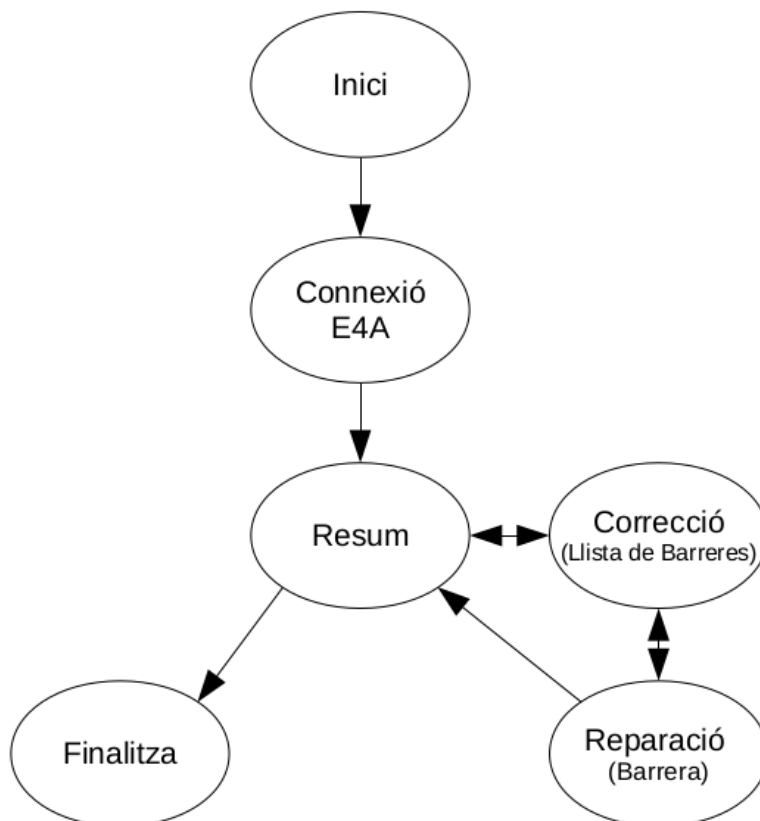 Inici
Connexió
E4A
Resum
Correcció
(Llista de Barreres)
Finalitza
Reparació
(Barrera)